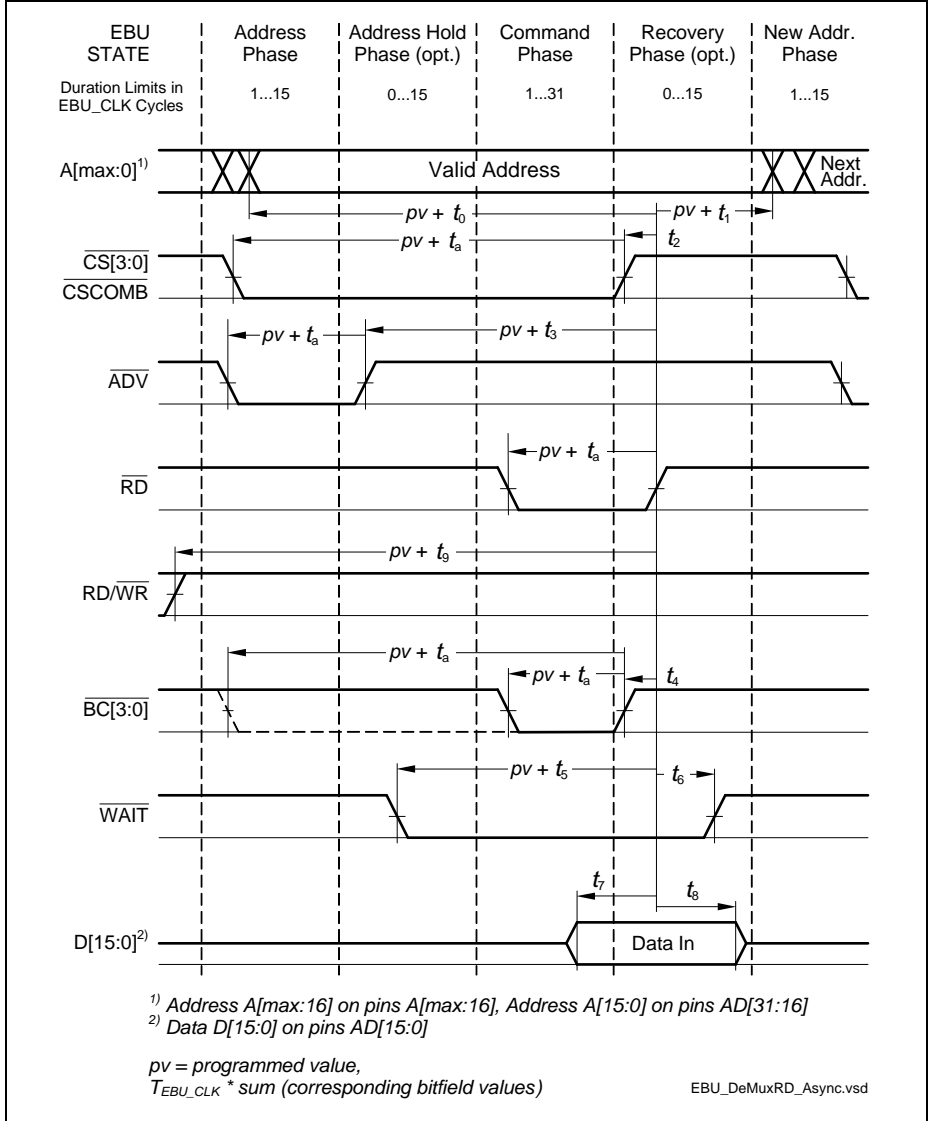 EBU STATE
Address Phase
Address Hold Phase (opt.)
Command Phase
Recovery Phase (opt.)
New Addr. Phase
Duration Limits in EBU_CLK Cycles
1...15
0...15
1...31
0...15
1...15
A[max:0]1)
Valid Address
Next Addr.
pv + t0
pv + t1
pv + ta
t2
CS[3:0]
CSCOMB
pv + ta
pv + t3
ADV
pv + ta
RD
pv + t9
RD/WR
pv + ta
pv + ta
t4
BC[3:0]
pv + t5
t6
WAIT
t7
t8
D[15:0]2)
Data In
1) Address A[max:16] on pins A[max:16], Address A[15:0] on pins AD[31:16]
2) Data D[15:0] on pins AD[15:0]
pv = programmed value,
TEBU_CLK * sum (corresponding bitfield values)
EBU_DeMuxRD_Async.vsd